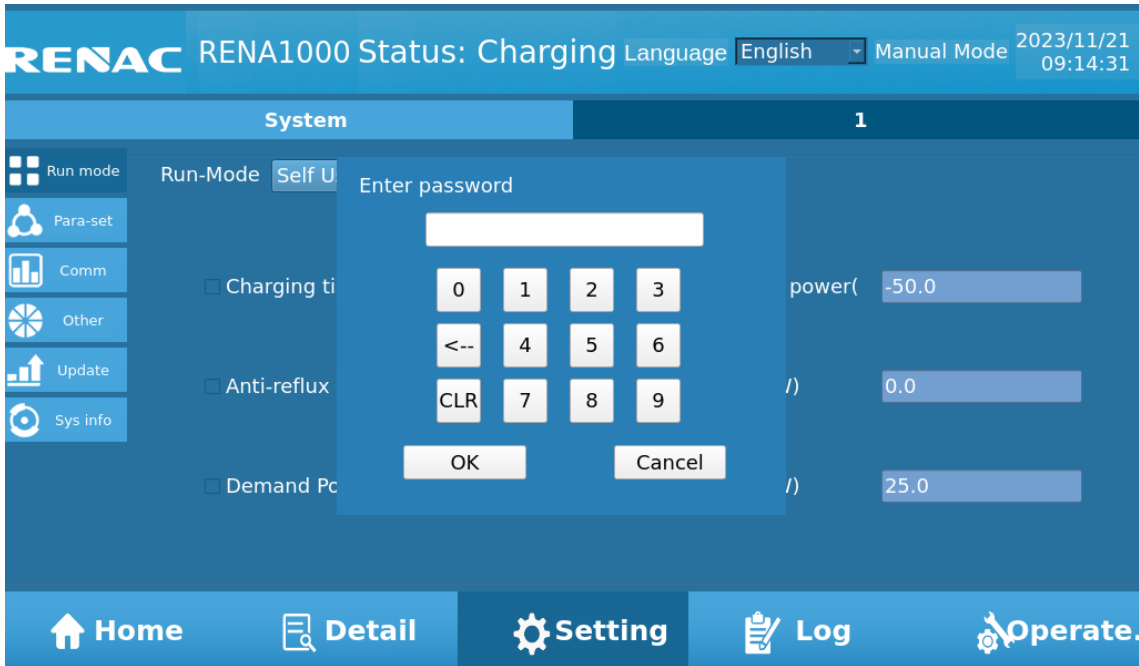 RENAC RENA1000 Status: Charging Language English Manual Mode 2023/11/21
09:14:31
System 1
Run mode Run-Mode Self U
Enter password
Para-set
Comm
Charging ti power( -50.0
0 1 2 3
Other
<-- 4 5 6
Update
Anti-reflux /) 0.0
CLR 7 8 9
Sys info
OK Cancel
Demand Po /) 25.0
Home Detail Setting Log Operate.